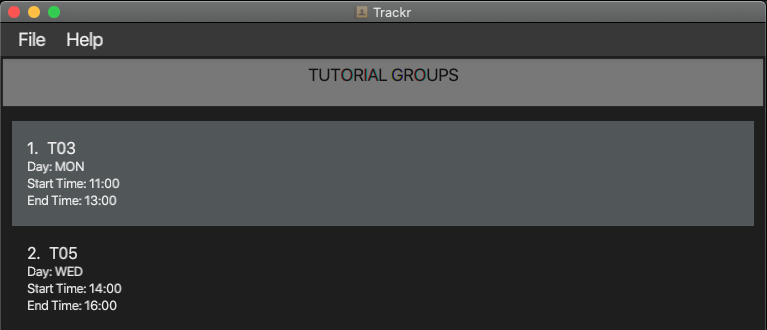 Trackr
File Help
TUTORIAL GROUPS
1. T03
Day: MON
Start Time: 11:00
End Time: 13:00
2. T05
Day: WED
Start Time: 14:00
End Time: 16:00